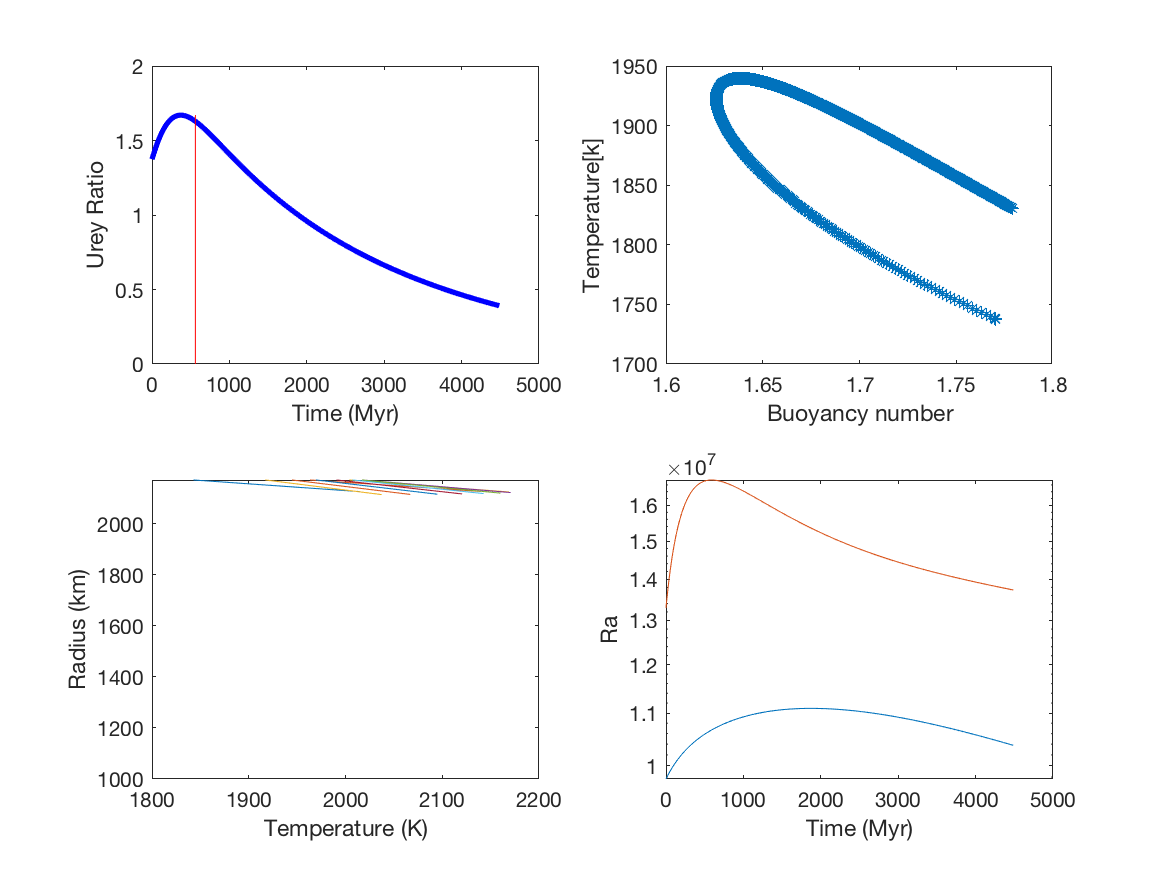 Urey Ratio
2
1.5
1
0.5
0
0 1000 2000 3000 4000 5000
Time (Myr)
Temperature[k]
1950
1900
1850
1800
1750
1700
1.6 1.65 1.7 1.75 1.8
Buoyancy number
Radius (km)
2000
1800
1600
1400
1200
1000
1800 1900 2000 2100 2200
Temperature (K)
×10⁷
Ra
1.6
1.5
1.4
1.3
1.2
1.1
1
0 1000 2000 3000 4000 5000
Time (Myr)